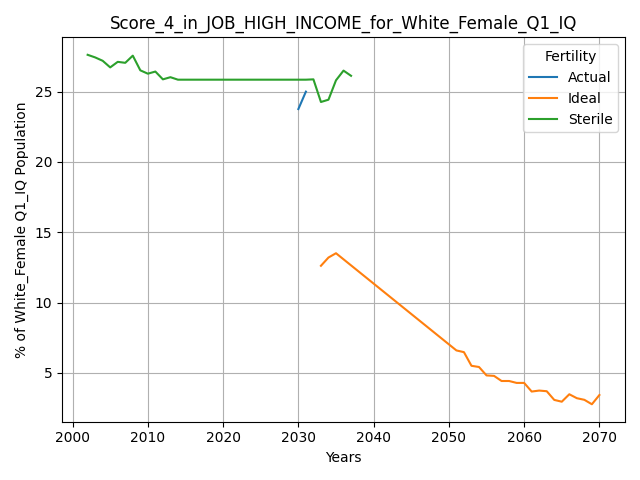 Score_4_in_JOB_HIGH_INCOME_for_White_Female_Q1_IQ
Fertility
Actual
Ideal
Sterile
% of White_Female Q1_IQ Population
25
20
15
10
5
2000 2010 2020 2030 2040 2050 2060 2070
Years